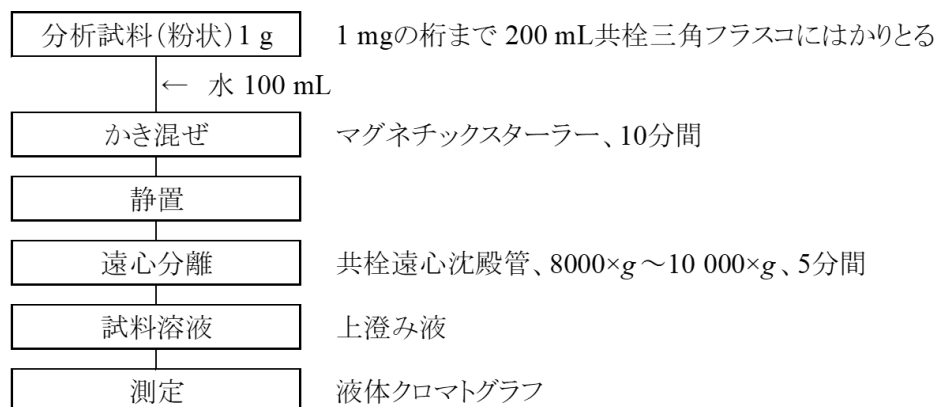 分析試料(粉状)1 g 1 mgの桁まで 200 mL共栓三角フラスコにはかりとる
← 水 100 mL
かき混ぜ マグネチックスターラー、10分間
静置
遠心分離 共栓遠心沈殿管、8000×g～10 000×g、5分間
試料溶液 上澄み液
測定 液体クロマトグラフ